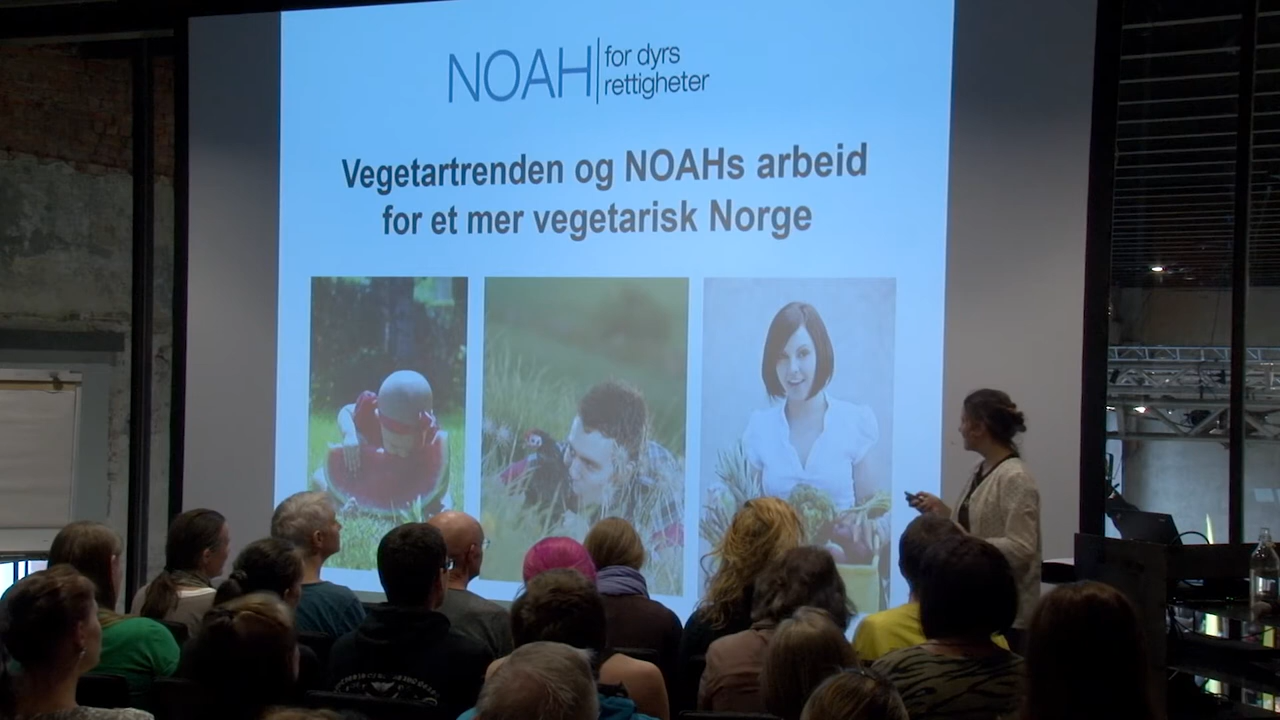 NOAH
for dyrs
rettigheter
Vegetartrenden og NOAHs arbeid
for et mer vegetarisk Norge